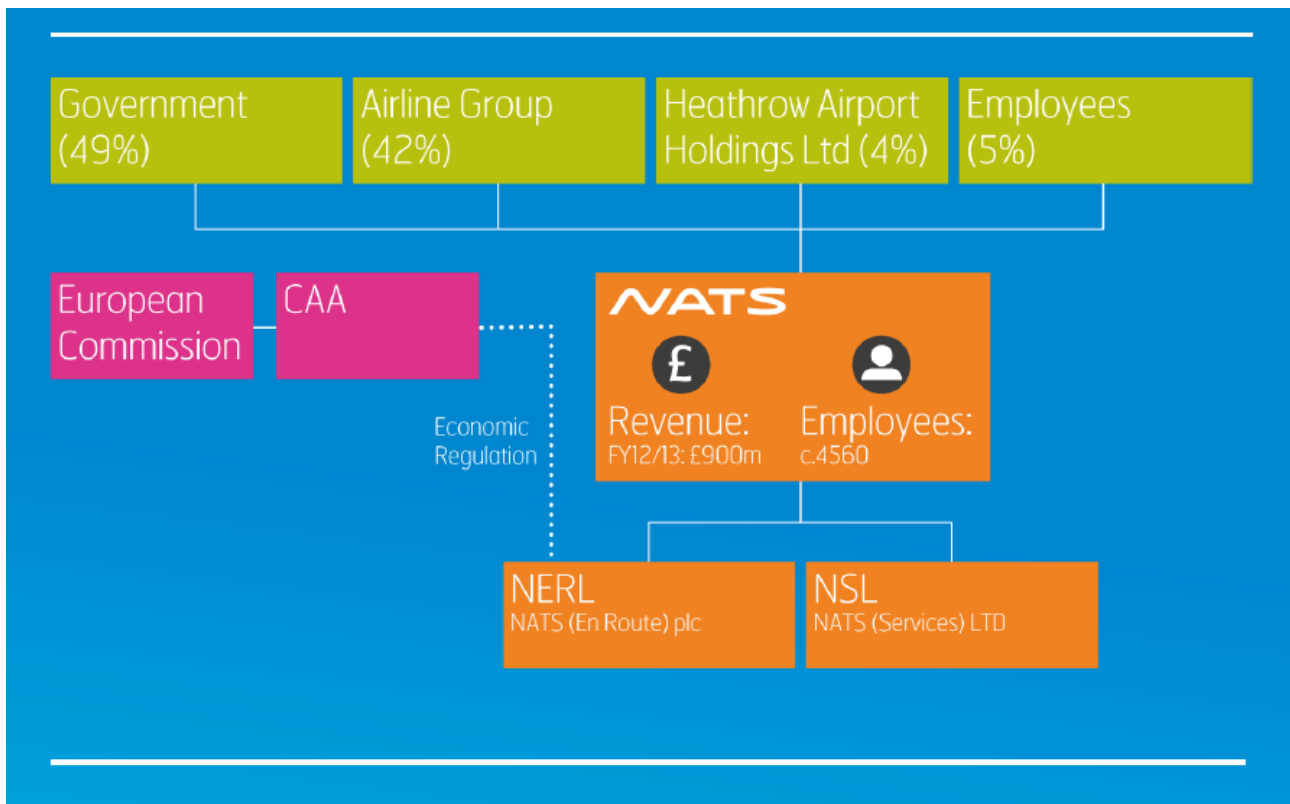 Government
(49%)
Airline Group
(42%)
Heathrow Airport
Holdings Ltd (4%)
Employees
(5%)
European
Commission
CAA
NATS
£
Revenue:
FY12/13: £900m
Employees:
c.4560
Economic
Regulation
NERL
NATS (En Route) plc
NSL
NATS (Services) LTD